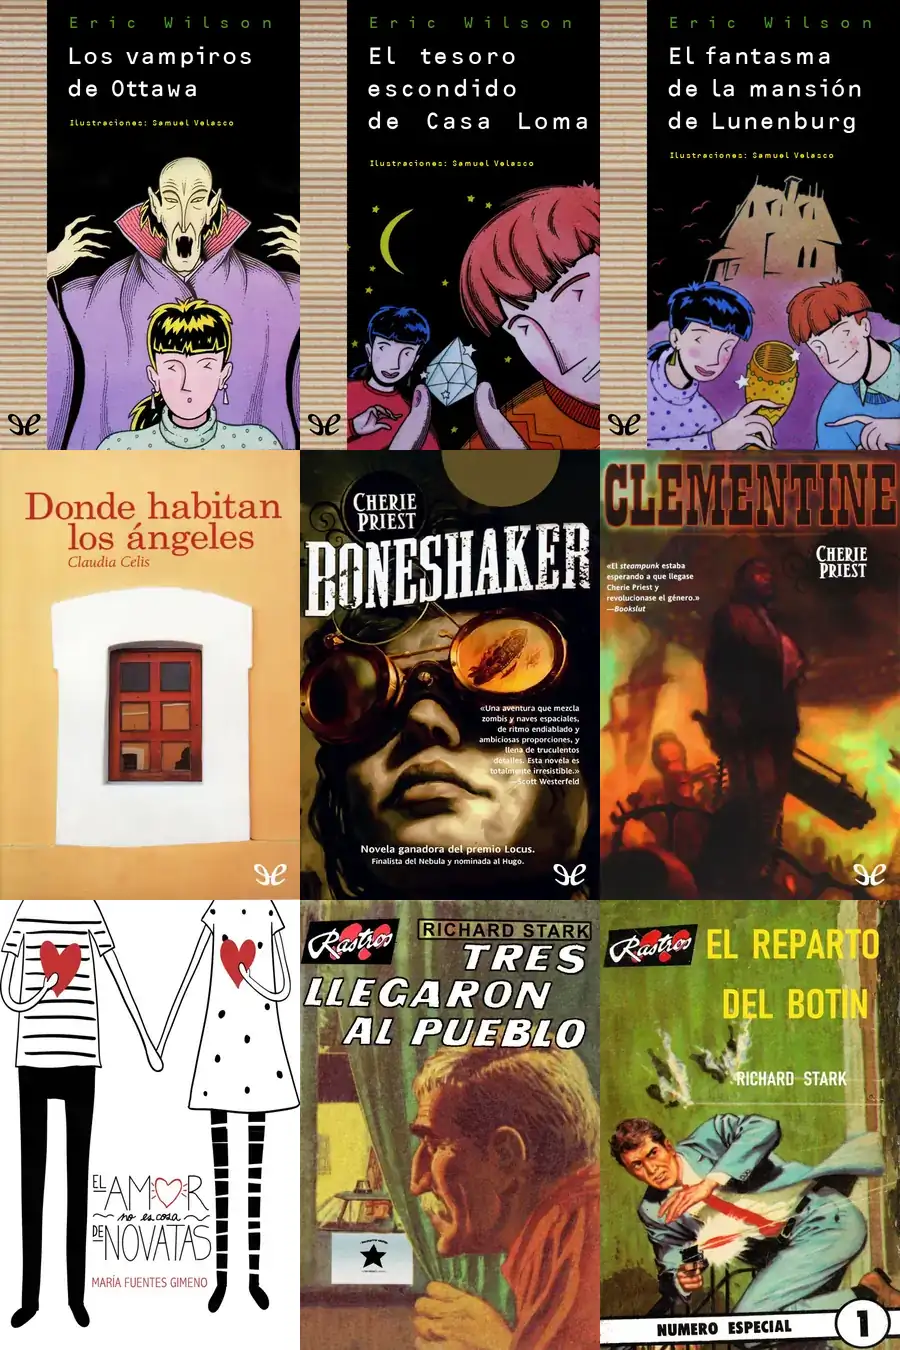 Eric Wilson
Los vampiros
de Ottawa
Ilustraciones: Samuel Velasco
Eric Wilson
El tesoro
escondido
de Casa Loma
Ilustraciones: Samuel Velasco
Eric Wilson
El fantasma
de la mansión
de Lunenburg
Ilustraciones: Samuel Velasco
Donde habitan
los ángeles
Claudia Celis
CHERIE
PRIEST
BONESHAKER
«Una aventura que mezcla
zombis y naves espaciales,
de ritmo endiablado y
ambiciosas proporciones, y
llena de truculentos
detalles. Esta novela es
totalmente irresistible.»
—Scott Westerfeld
Novela ganadora del premio Locus.
Finalista del Nebula y nominada al Hugo.
CLEMENTINE
CHERIE
PRIEST
«El steampunk estaba
esperando a que llegase
Cherie Priest y
revolucionase el género.»
—Bookslut
EL AMOR
no es cosa
DE NOVATAS
MARÍA FUENTES GIMENO
Rastros
RICHARD STARK
TRES
LLEGARON
AL PUEBLO
Rastros
EL REPARTO
DEL BOTIN
RICHARD STARK
NUMERO ESPECIAL
1